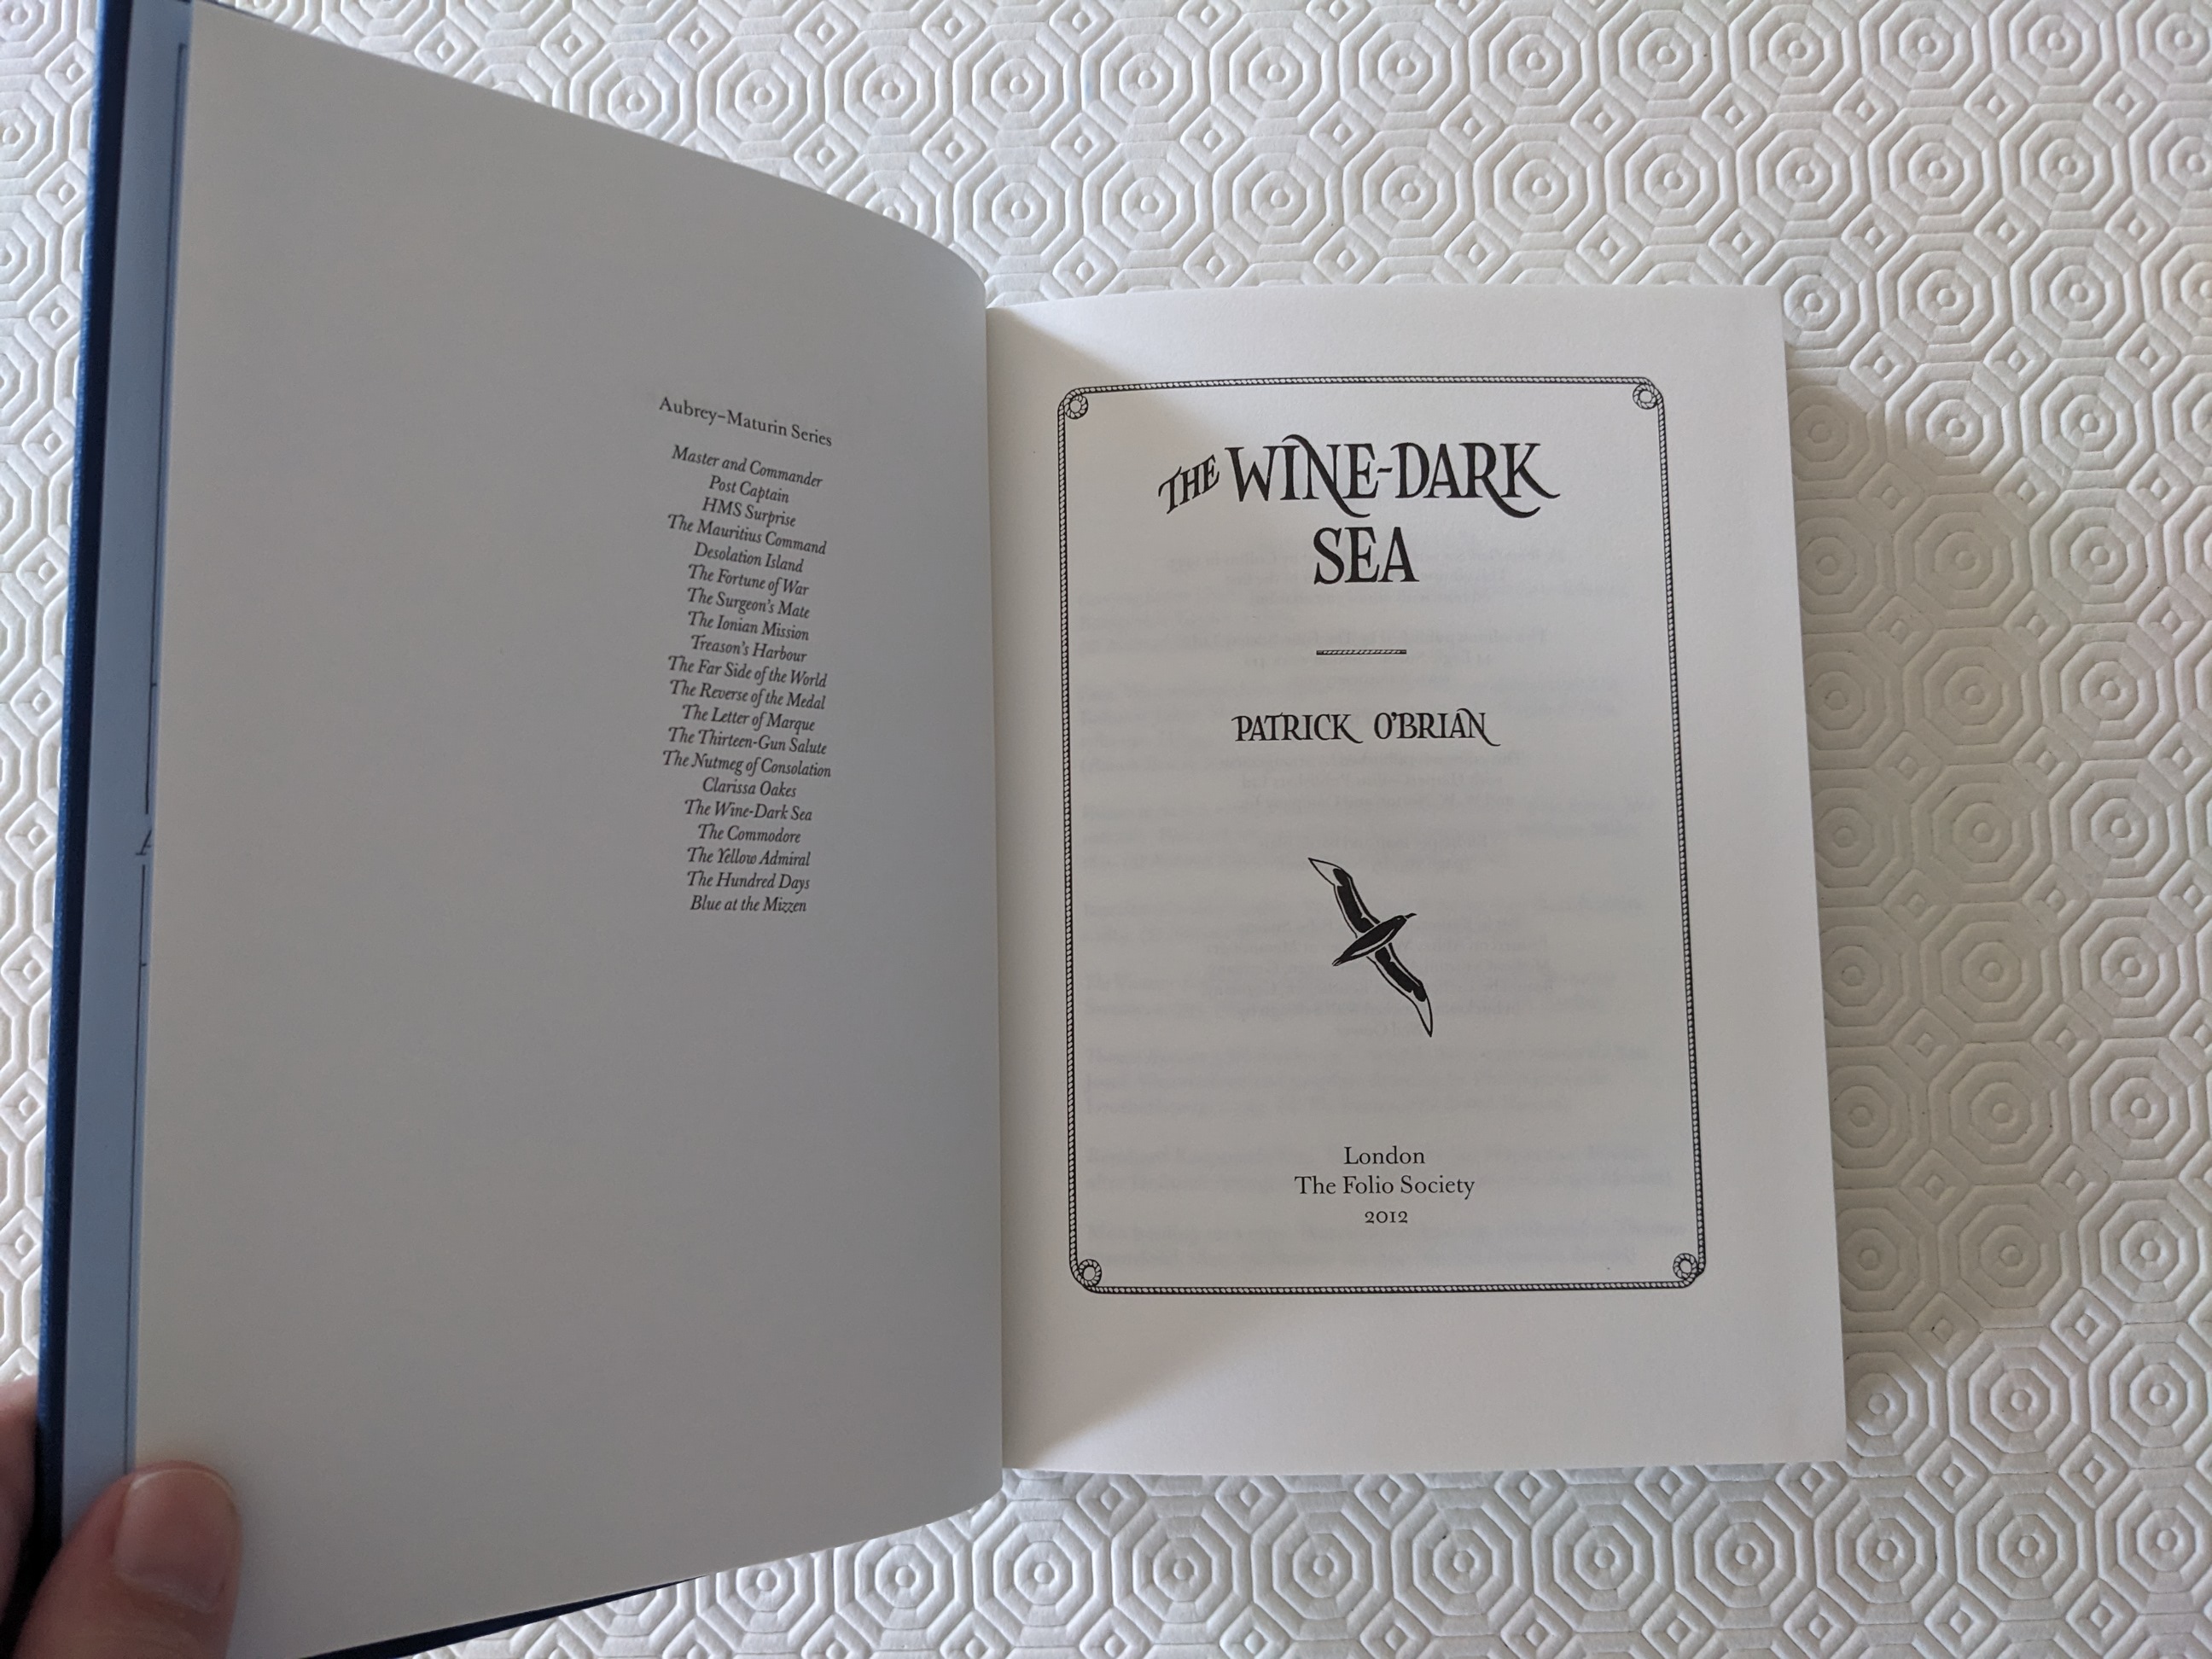 Aubrey–Maturin Series
Master and Commander
Post Captain
HMS Surprise
The Mauritius Command
Desolation Island
The Fortune of War
The Surgeon's Mate
The Ionian Mission
Treason's Harbour
The Far Side of the World
The Reverse of the Medal
The Letter of Marque
The Thirteen-Gun Salute
The Nutmeg of Consolation
Clarissa Oakes
The Wine-Dark Sea
The Commodore
The Yellow Admiral
The Hundred Days
Blue at the Mizzen
THE WINE-DARK
SEA
PATRICK O'BRIAN
London
The Folio Society
2012